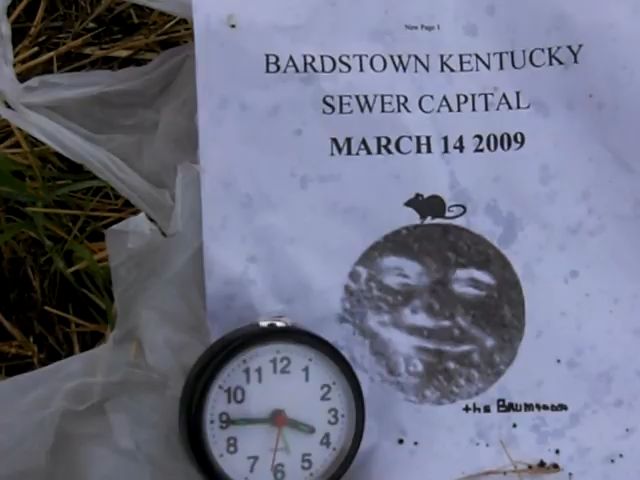 New Page 1
BARDSTOWN KENTUCKY
SEWER CAPITAL
MARCH 14 2009
the
12
11 1
10 2
9 3
8 4
7 5
6